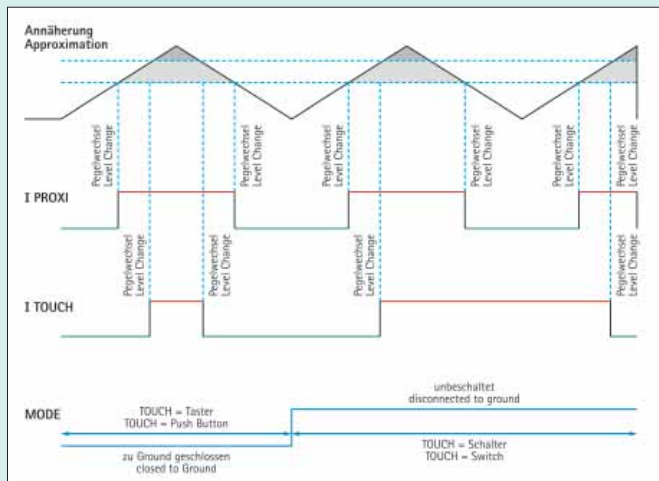 Annäherung
Approximation
Pegelwechsel
Level Change
Pegelwechsel
Level Change
Pegelwechsel
Level Change
Pegelwechsel
Level Change
Pegelwechsel
Level Change
Pegelwechsel
Level Change
I PROXI
Pegelwechsel
Level Change
Pegelwechsel
Level Change
Pegelwechsel
Level Change
Pegelwechsel
Level Change
I TOUCH
unbeschaltet
disconnected to ground
MODE
TOUCH = Taster
TOUCH = Push Button
zu Ground geschlossen
closed to Ground
TOUCH = Schalter
TOUCH = Switch